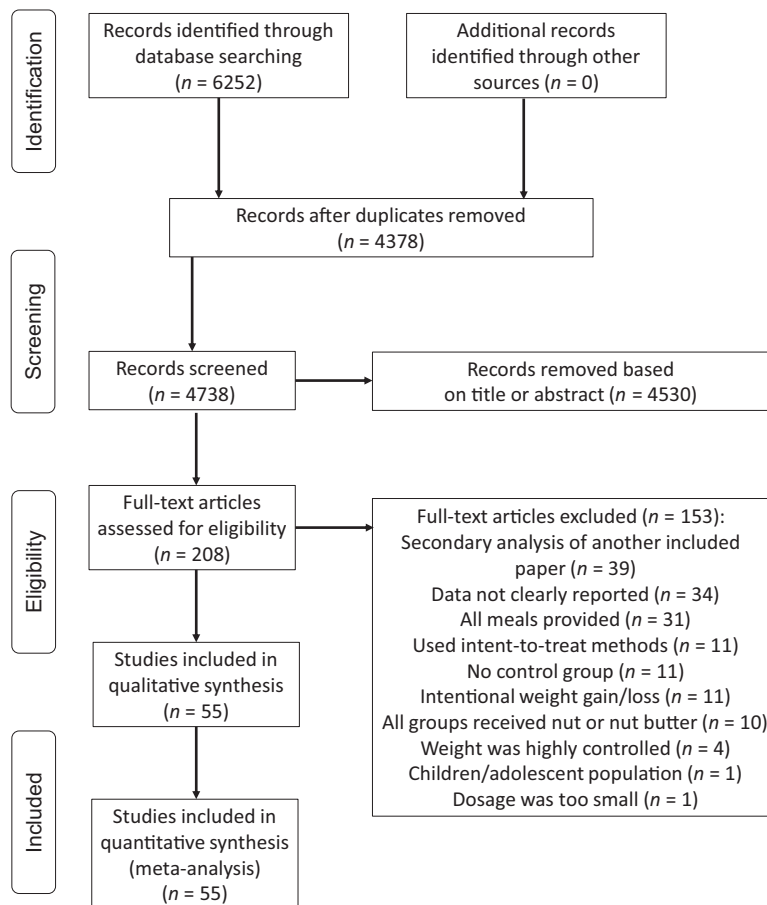 Identification
Records identified through
database searching
(n = 6252)
Additional records
identified through other
sources (n = 0)
Records after duplicates removed
(n = 4378)
Screening
Records screened
(n = 4738)
Records removed based
on title or abstract (n = 4530)
Eligibility
Full-text articles
assessed for eligibility
(n = 208)
Full-text articles excluded (n = 153):
Secondary analysis of another included
paper (n = 39)
Data not clearly reported (n = 34)
All meals provided (n = 31)
Used intent-to-treat methods (n = 11)
No control group (n = 11)
Intentional weight gain/loss (n = 11)
All groups received nut or nut butter (n = 10)
Weight was highly controlled (n = 4)
Children/adolescent population (n = 1)
Dosage was too small (n = 1)
Studies included in
qualitative synthesis
(n = 55)
Included
Studies included in
quantitative synthesis
(meta-analysis)
(n = 55)